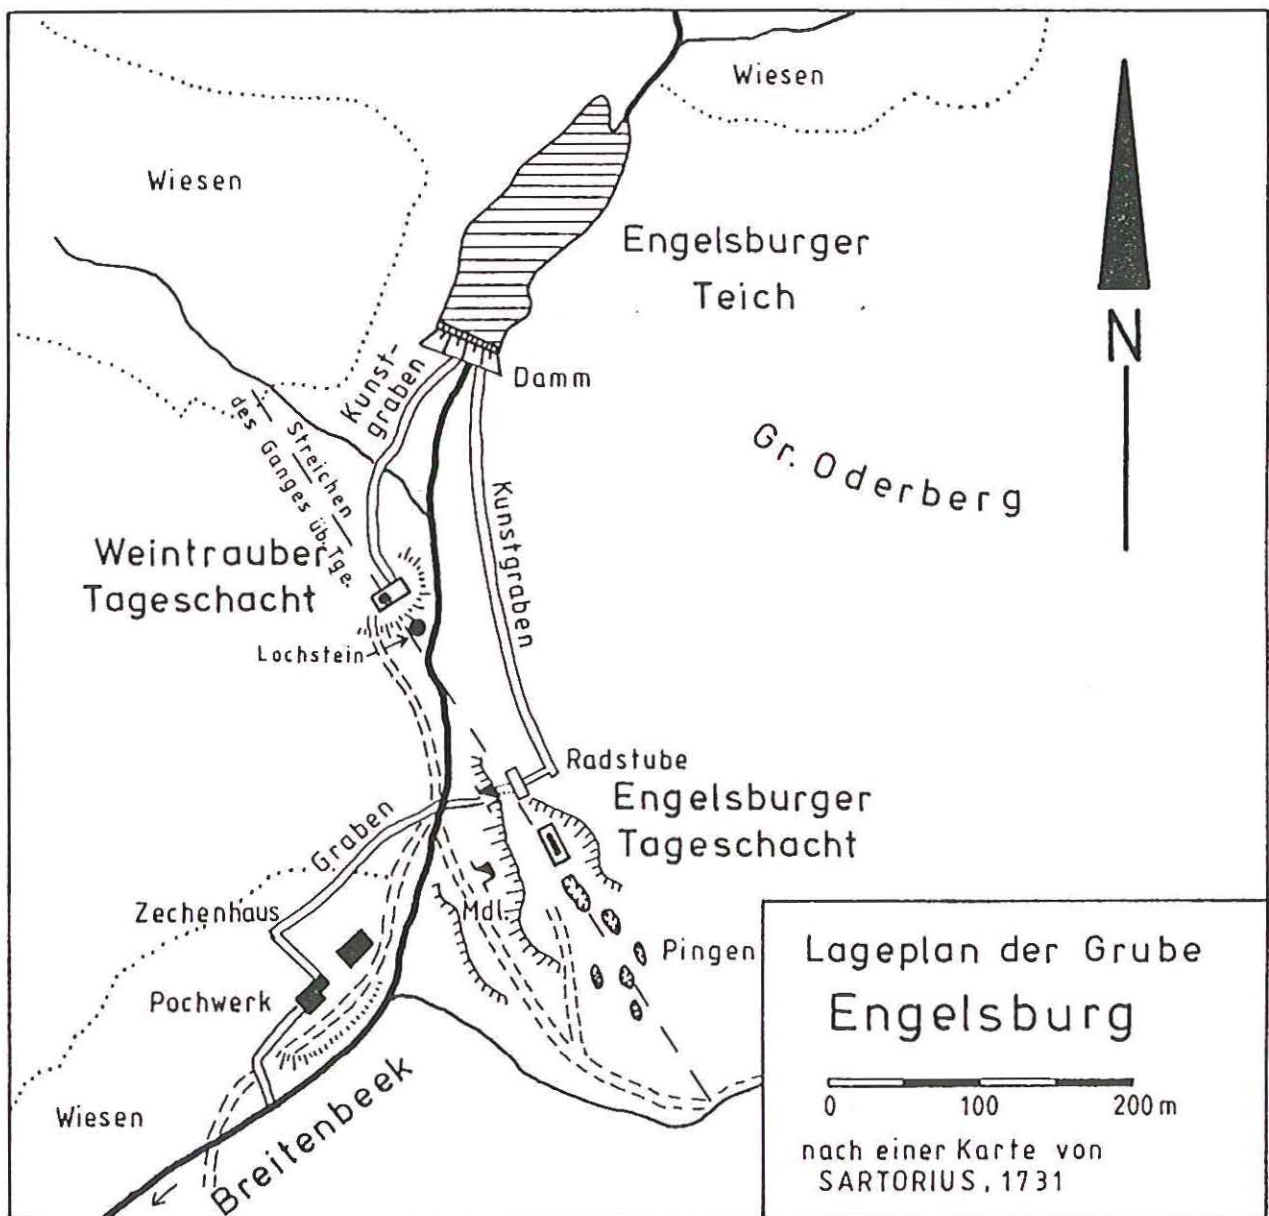 Wiesen
Wiesen
Engelsburger
Teich
N
Kunst-
graben
Damm
Gr. Oderberg
Streichen
des Ganges üb. Tge.
Kunstgraben
Weintrauber
Tageschacht
Lochstein
Radstube
Engelsburger
Tageschacht
Graben
Zechenhaus
Mdl.
Pingen
Pochwerk
Wiesen
Breitenbeek
Lageplan der Grube
Engelsburg
0 100 200 m
nach einer Karte von
SARTORIUS, 1731